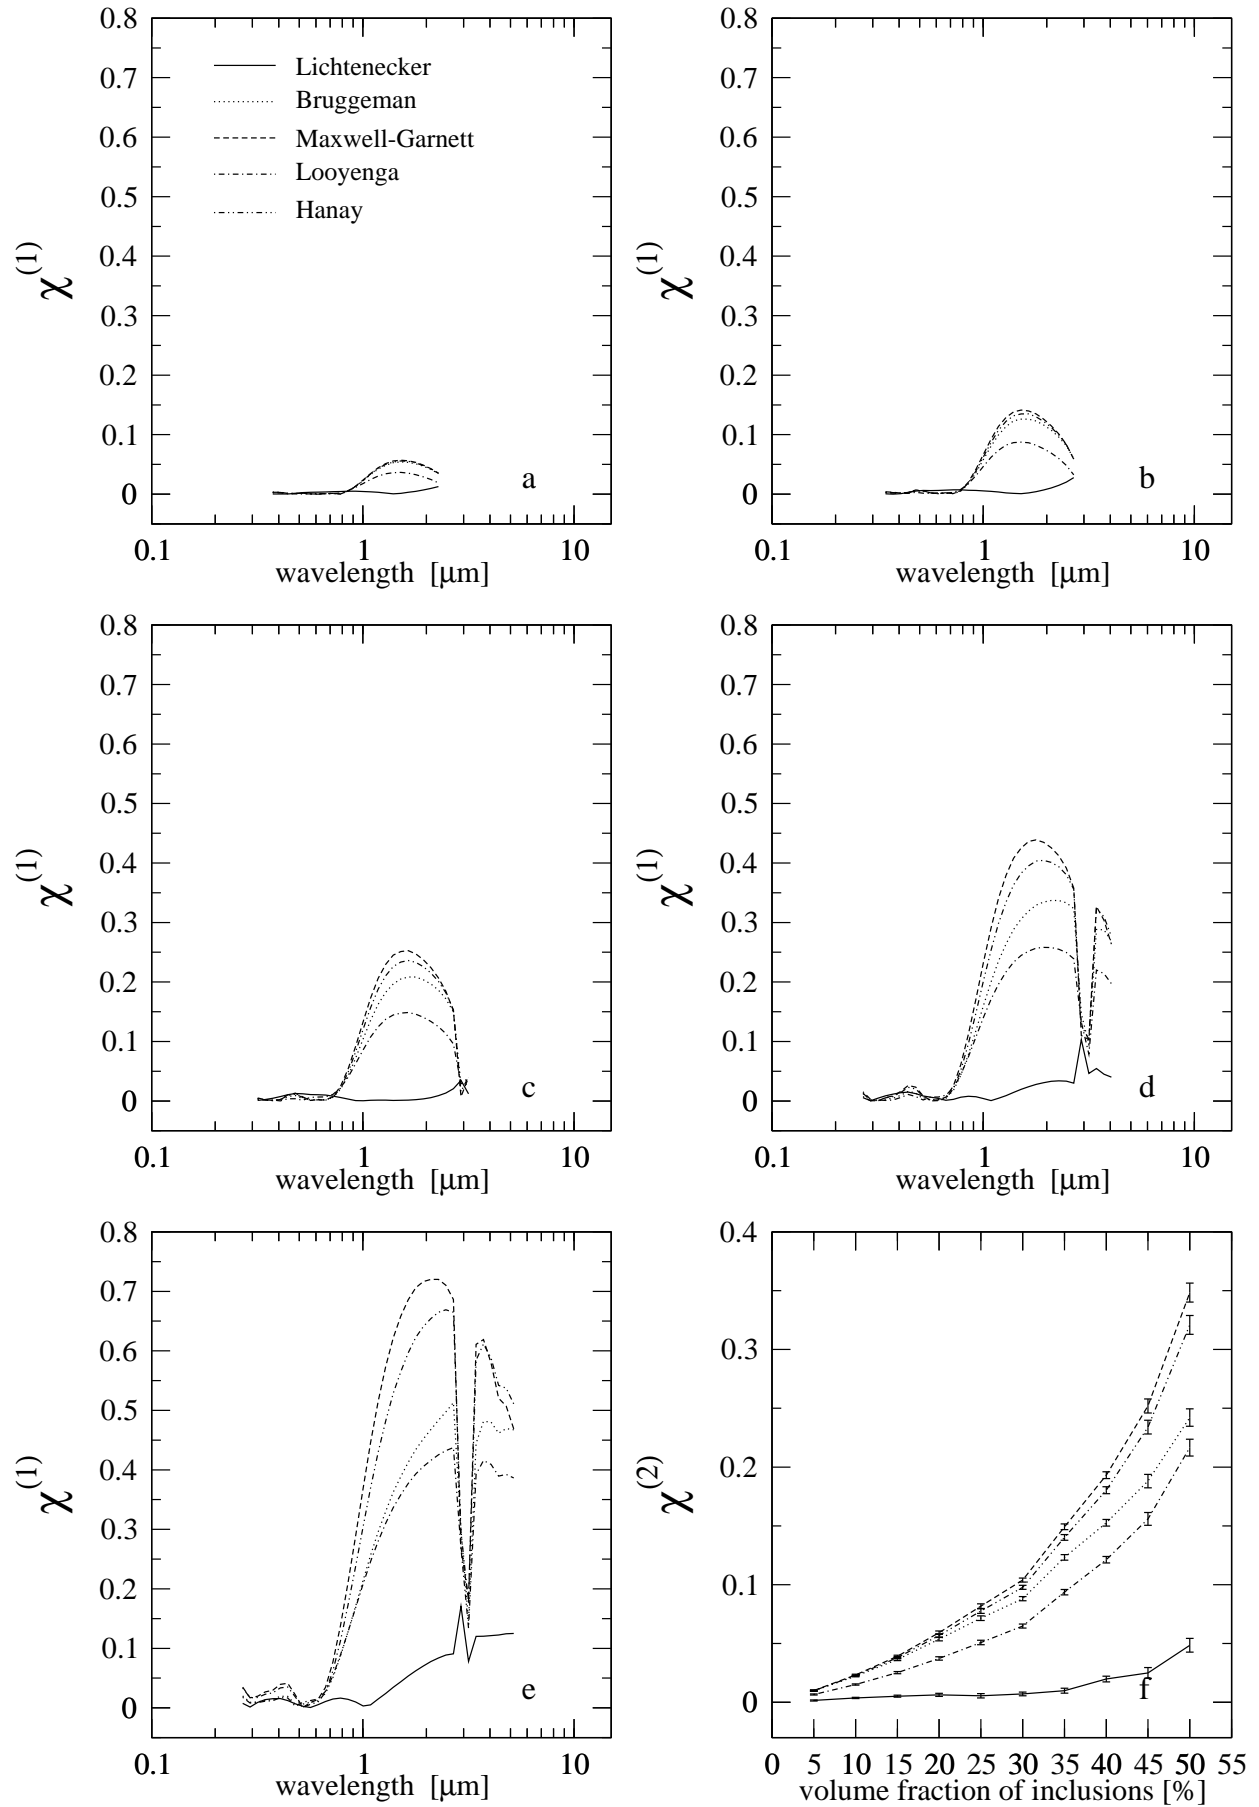 0.8
0.7
0.6
0.5
0.4
0.3
0.2
0.1
0
χ(1)
Lichtenecker
Bruggeman
Maxwell-Garnett
Looyenga
Hanay
a
0.1 1 10
wavelength [μm]
0.8
0.7
0.6
0.5
0.4
0.3
0.2
0.1
0
χ(1)
b
0.1 1 10
wavelength [μm]
0.8
0.7
0.6
0.5
0.4
0.3
0.2
0.1
0
χ(1)
c
0.1 1 10
wavelength [μm]
0.8
0.7
0.6
0.5
0.4
0.3
0.2
0.1
0
χ(1)
d
0.1 1 10
wavelength [μm]
0.8
0.7
0.6
0.5
0.4
0.3
0.2
0.1
0
χ(1)
e
0.1 1 10
wavelength [μm]
0.4
0.3
0.2
0.1
0
χ(2)
f
0 5 10 15 20 25 30 35 40 45 50 55
volume fraction of inclusions [%]